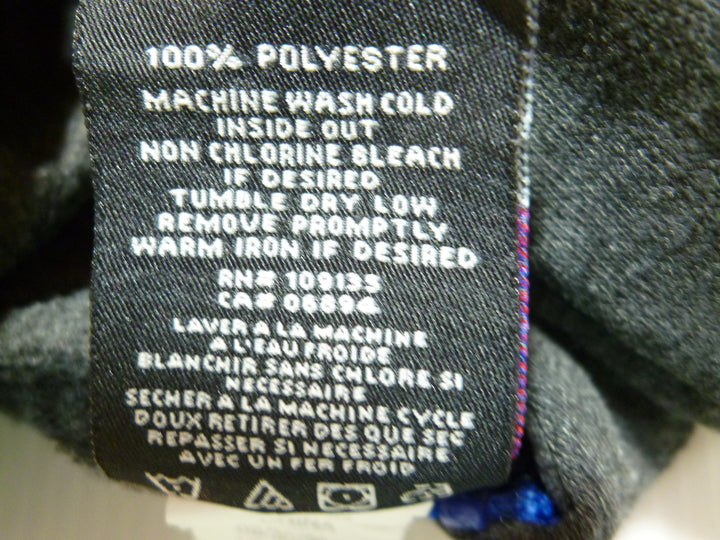 100% POLYESTER
MACHINE WASH COLD
INSIDE OUT
NON CHLORINE BLEACH
IF DESIRED
TUMBLE DRY LOW
REMOVE PROMPTLY
WARM IRON IF DESIRED
RN# 109133
CA# 06894
LAVER A LA MACHINE
A L'EAU FROIDE
BLANCHIR SANS CHLORE SI
NECESSAIRE
SECHER A LA MACHINE CYCLE
DOUX RETIRER DES QUE SEC
REPASSER SI NECESSAIRE
AVEC UN FER FROID